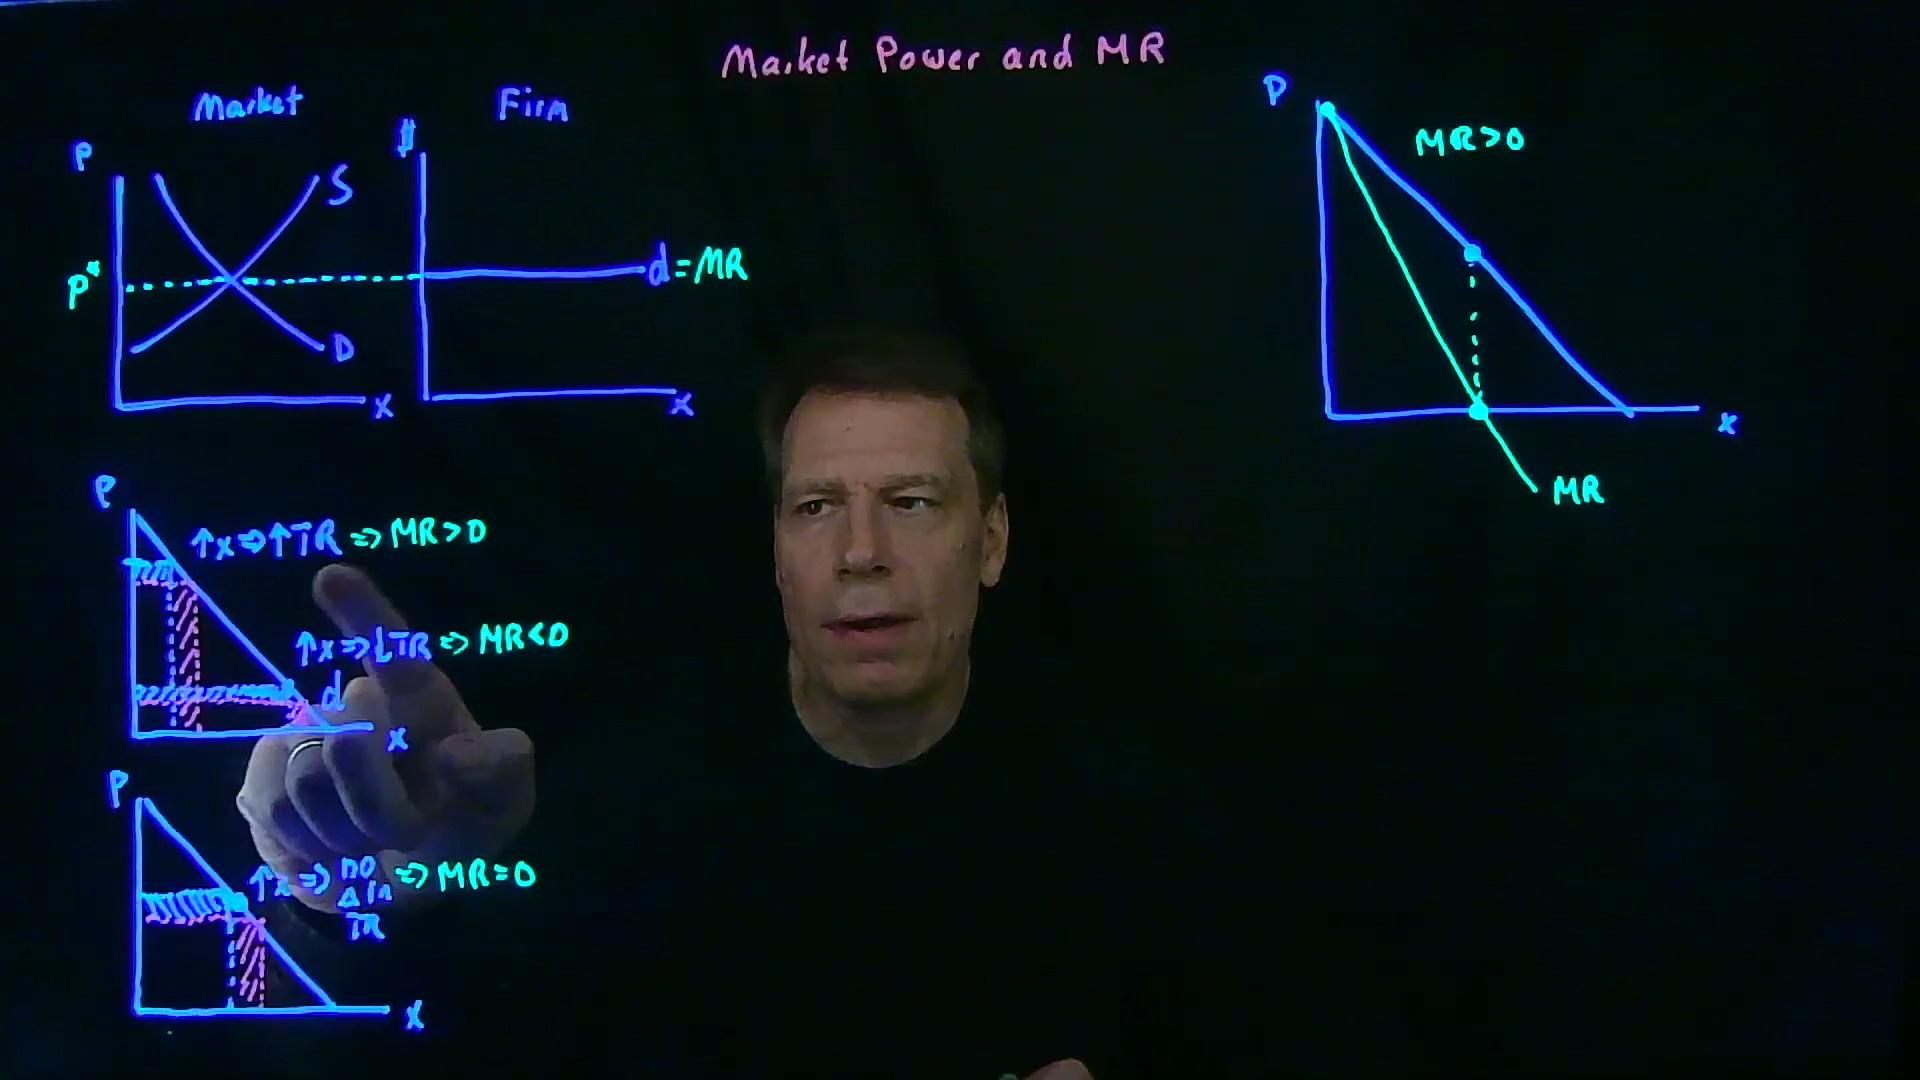 Market Power and MR
Market
Firm
P
S
P*
D
x
$
d=MR
x
P
↑x⇒↑TR⇒MR>0
↑x⇒↓TR⇒MR<0
d
x
P
↑x⇒no Δ in TR⇒MR=0
x
P
MR>0
x
MR